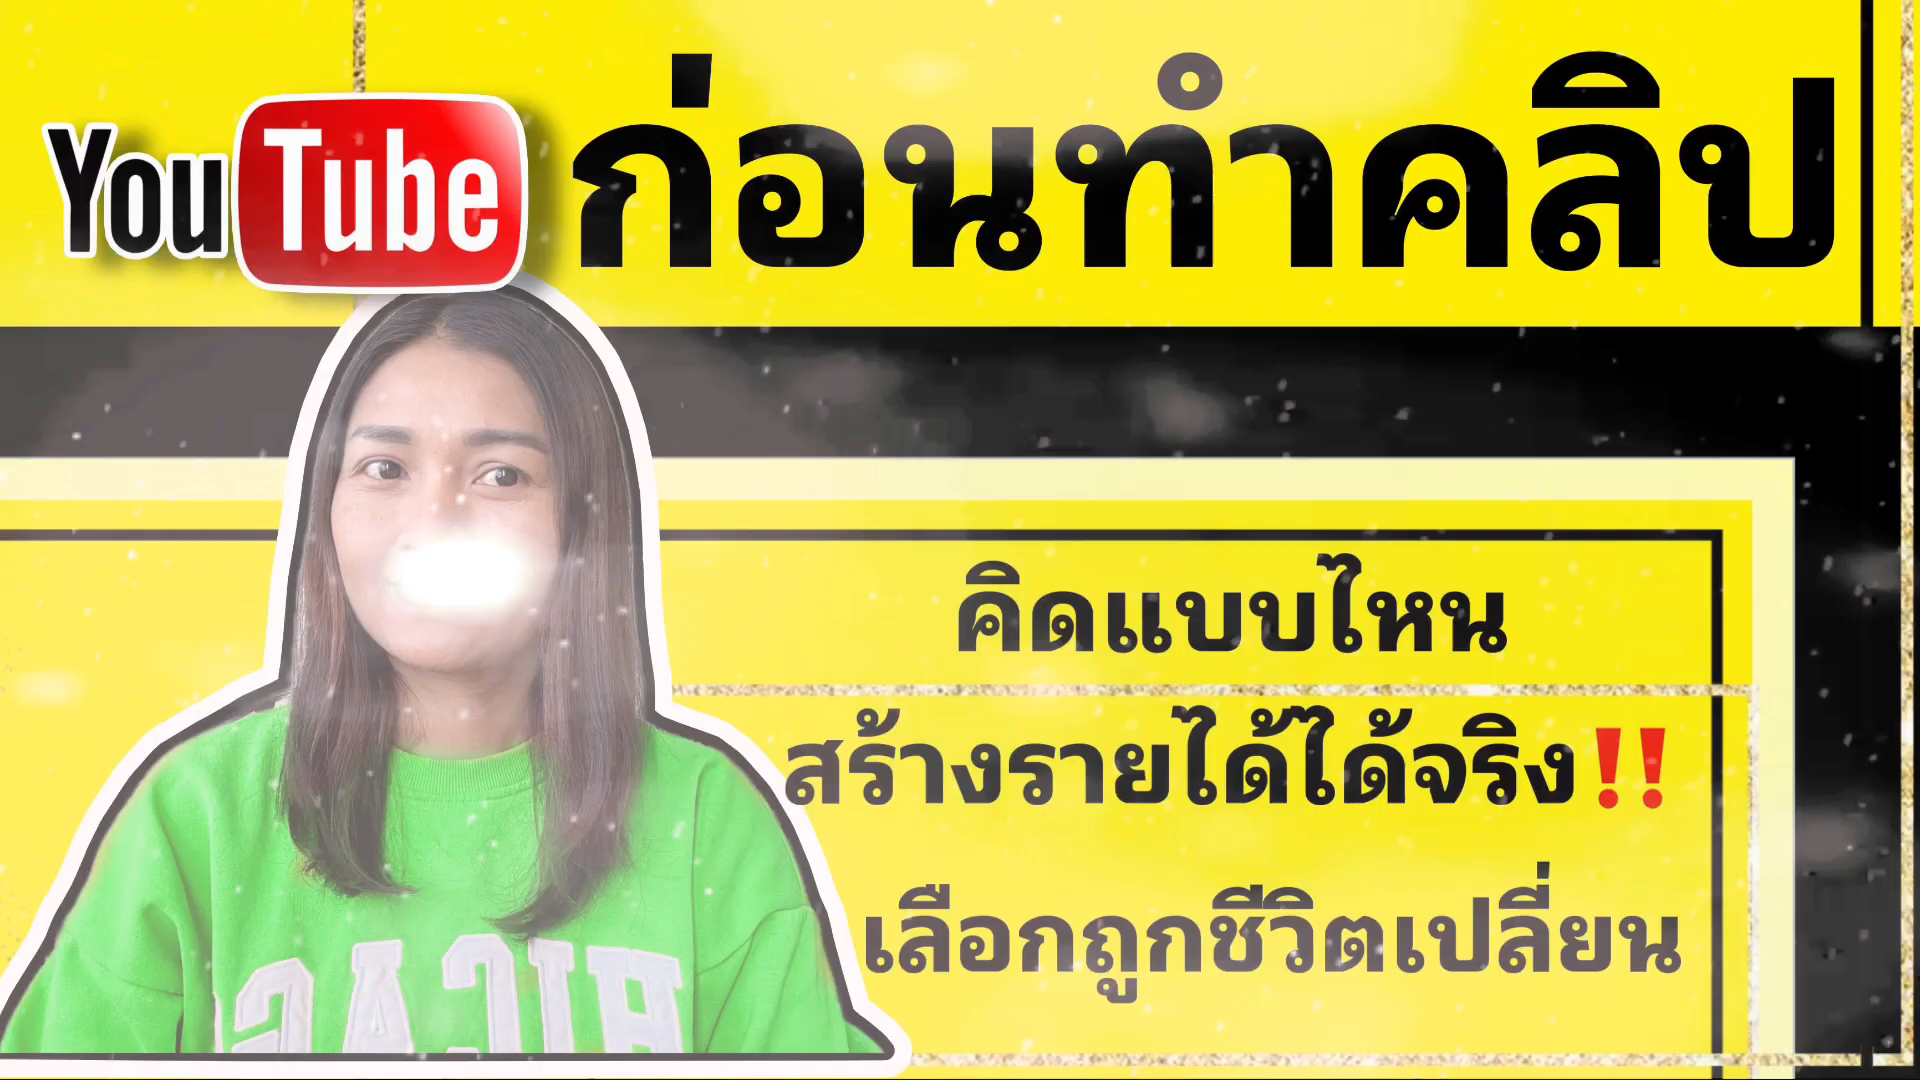 YouTube ก่อนทำคลิป
คิดแบบไหน
สร้างรายได้ได้จริง‼
เลือกถูกชีวิตเปลี่ยน